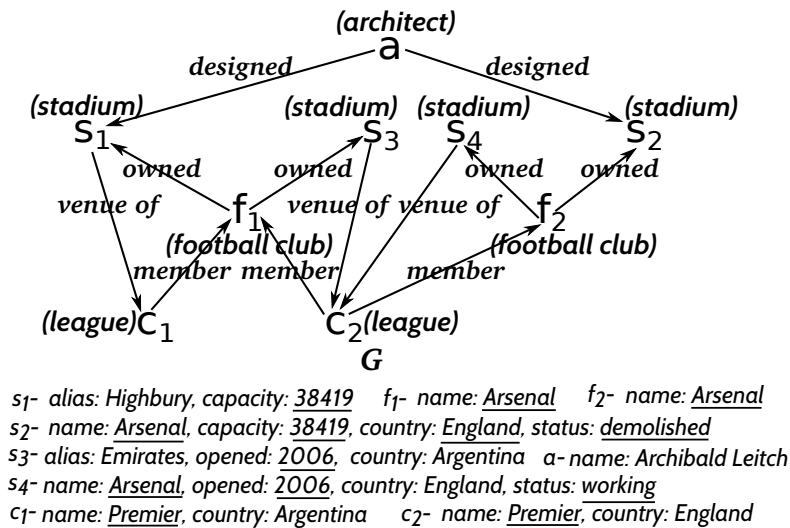 (architect)
a
designed designed
(stadium) (stadium) (stadium) (stadium)
s1 s3 s4 s2
owned owned owned owned
venue of f1 venue of venue of f2
(football club) (football club)
member member member
(league) c1 c2 (league)
G
s1- alias: Highbury, capacity: 38419 f1- name: Arsenal f2- name: Arsenal
s2- name: Arsenal, capacity: 38419, country: England, status: demolished
s3- alias: Emirates, opened: 2006, country: Argentina a- name: Archibald Leitch
s4- name: Arsenal, opened: 2006, country: England, status: working
c1- name: Premier, country: Argentina c2- name: Premier, country: England